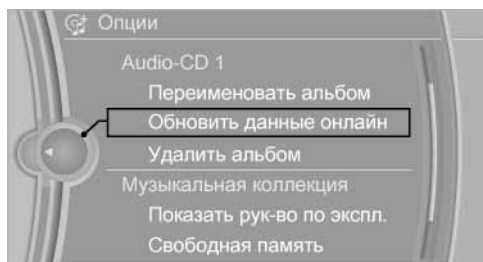 Опции
Audio-CD 1
Переименовать альбом
Обновить данные онлайн
Удалить альбом
Музыкальная коллекция
Показать рук-во по экспл.
Свободная память